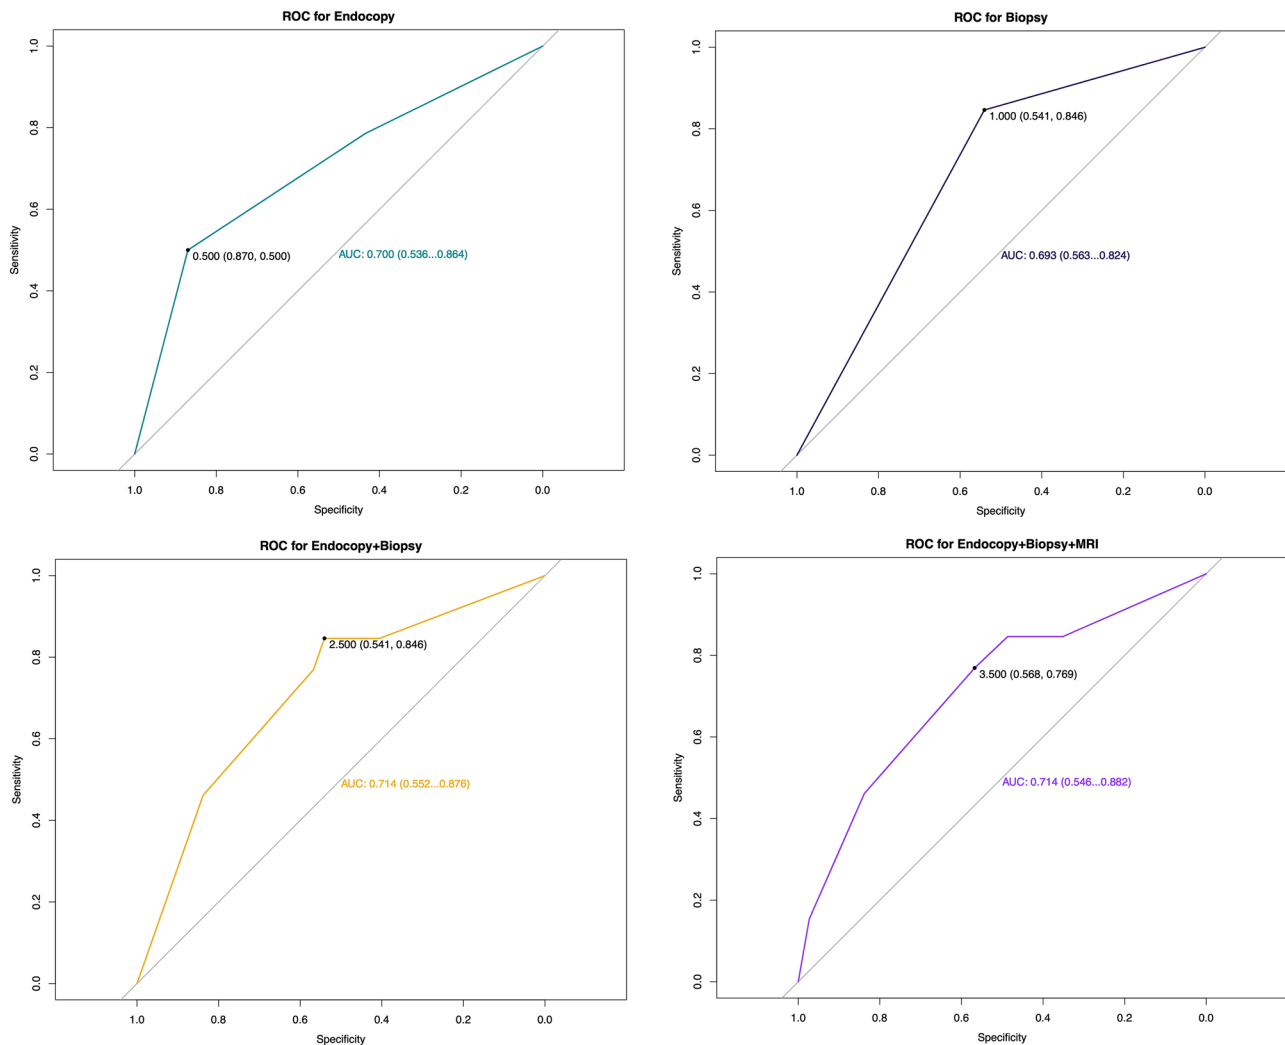 ROC for Endocopy
1.0
0.8
0.6
0.4
0.2
0.0
Sensitivity
0.500 (0.870, 0.500)
AUC: 0.700 (0.536...0.864)
1.0 0.8 0.6 0.4 0.2 0.0
Specificity
ROC for Biopsy
1.0
0.8
0.6
0.4
0.2
0.0
Sensitivity
1.000 (0.541, 0.846)
AUC: 0.693 (0.563...0.824)
1.0 0.8 0.6 0.4 0.2 0.0
Specificity
ROC for Endocopy+Biopsy
1.0
0.8
0.6
0.4
0.2
0.0
Sensitivity
2.500 (0.541, 0.846)
AUC: 0.714 (0.552...0.876)
1.0 0.8 0.6 0.4 0.2 0.0
Specificity
ROC for Endocopy+Biopsy+MRI
1.0
0.8
0.6
0.4
0.2
0.0
Sensitivity
3.500 (0.568, 0.769)
AUC: 0.714 (0.546...0.882)
1.0 0.8 0.6 0.4 0.2 0.0
Specificity